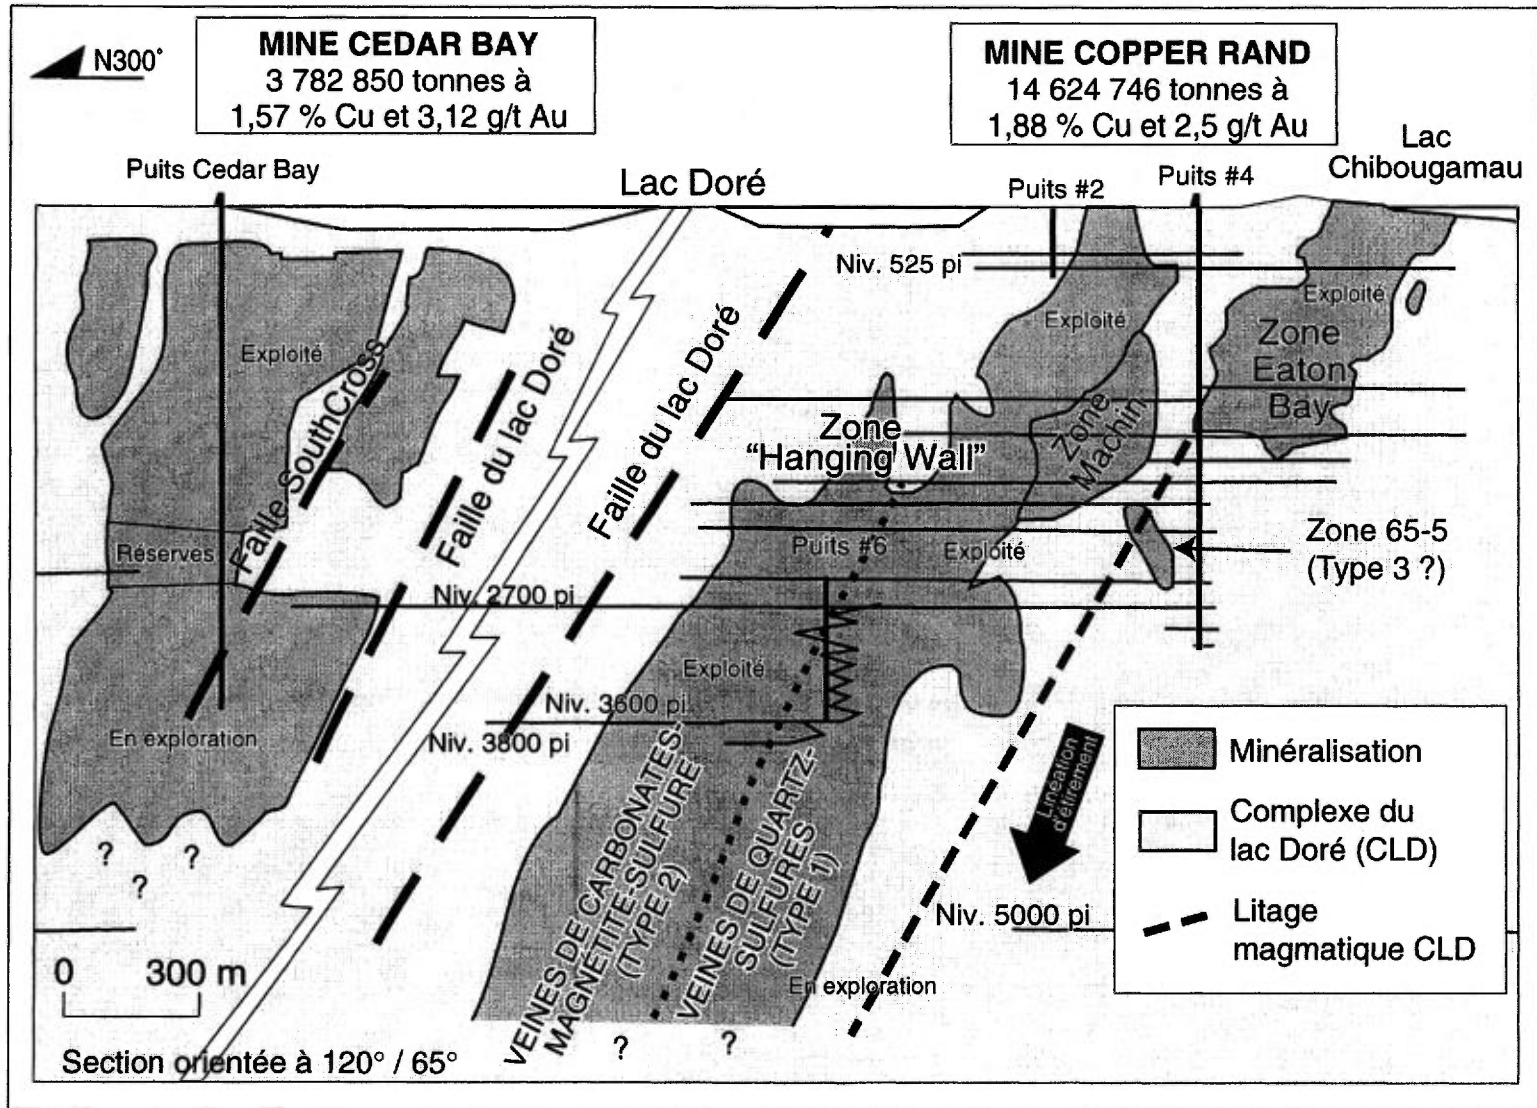 N300°
MINE CEDAR BAY
3 782 850 tonnes à
1,57 % Cu et 3,12 g/t Au
MINE COPPER RAND
14 624 746 tonnes à
1,88 % Cu et 2,5 g/t Au
Lac
Chibougamau
Puits Cedar Bay
Lac Doré
Puits #2
Puits #4
Niv. 525 pi
Exploité
Exploité
Exploité
Zone
Eaton
Bay
Faille SouthCross
Faille du lac Doré
Faille du lac Doré
Zone
"Hanging Wall"
Zone
Machin
Réserves
Puits #6
Exploité
Zone 65-5
(Type 3 ?)
Niv. 2700 pi
Exploité
Niv. 3600 pi
Niv. 3800 pi
En exploration
Linéation
d'étirement
VEINES DE CARBONATES-
MAGNÉTITE-SULFURE
(TYPE 2)
VEINES DE QUARTZ-
SULFURES
(TYPE 1)
Minéralisation
Complexe du
lac Doré (CLD)
Litage
magmatique CLD
? ?
?
Niv. 5000 pi
En exploration
0 300 m
? ?
Section orientée à 120° / 65°